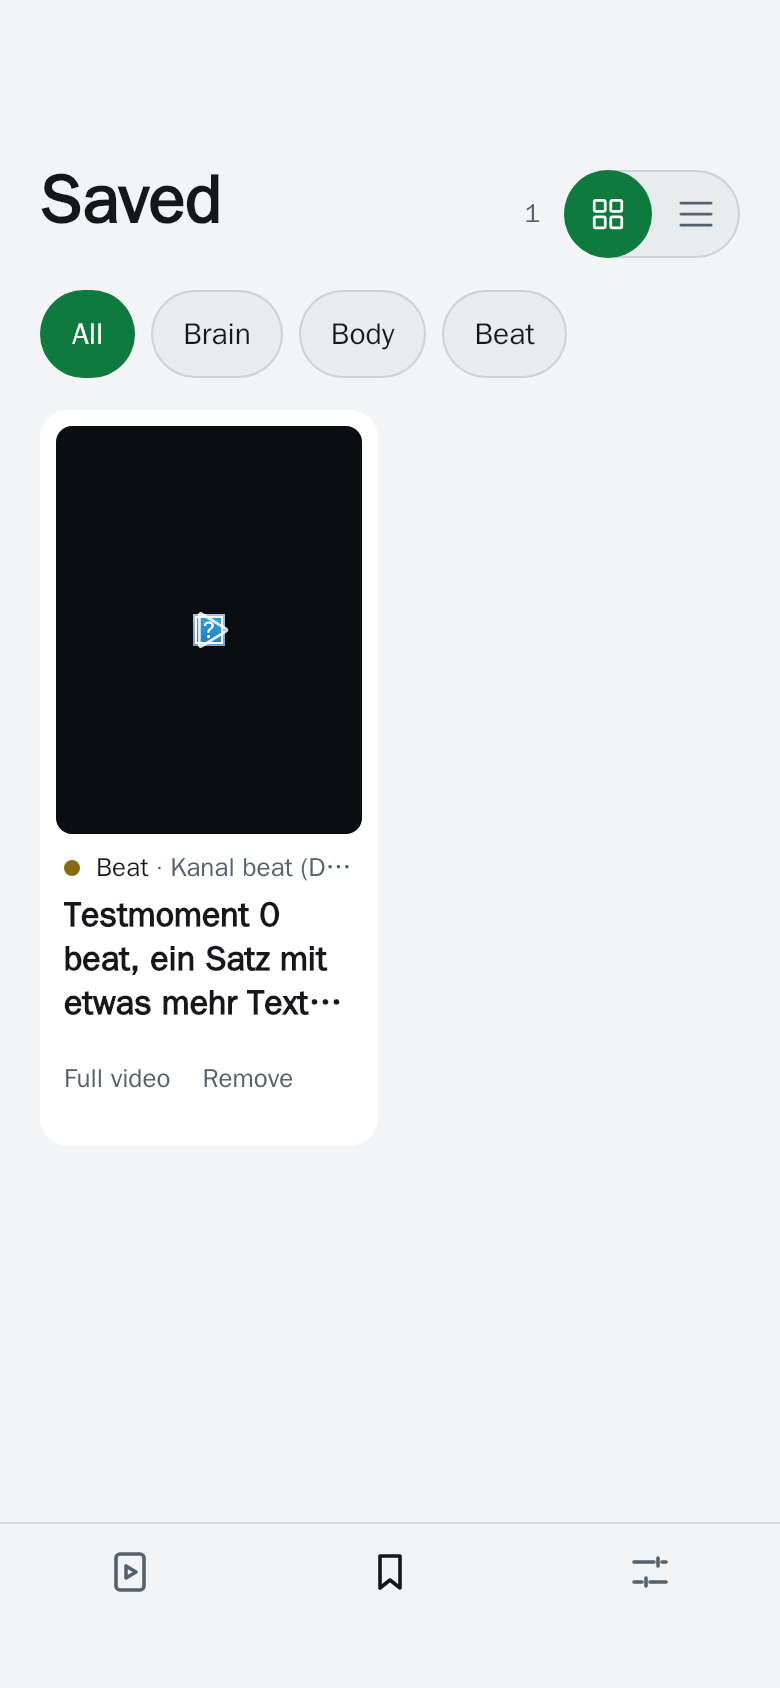 Saved
1
All
Brain
Body
Beat
?
Beat · Kanal beat (D···
Testmoment 0
beat, ein Satz mit
etwas mehr Text···
Full video
Remove